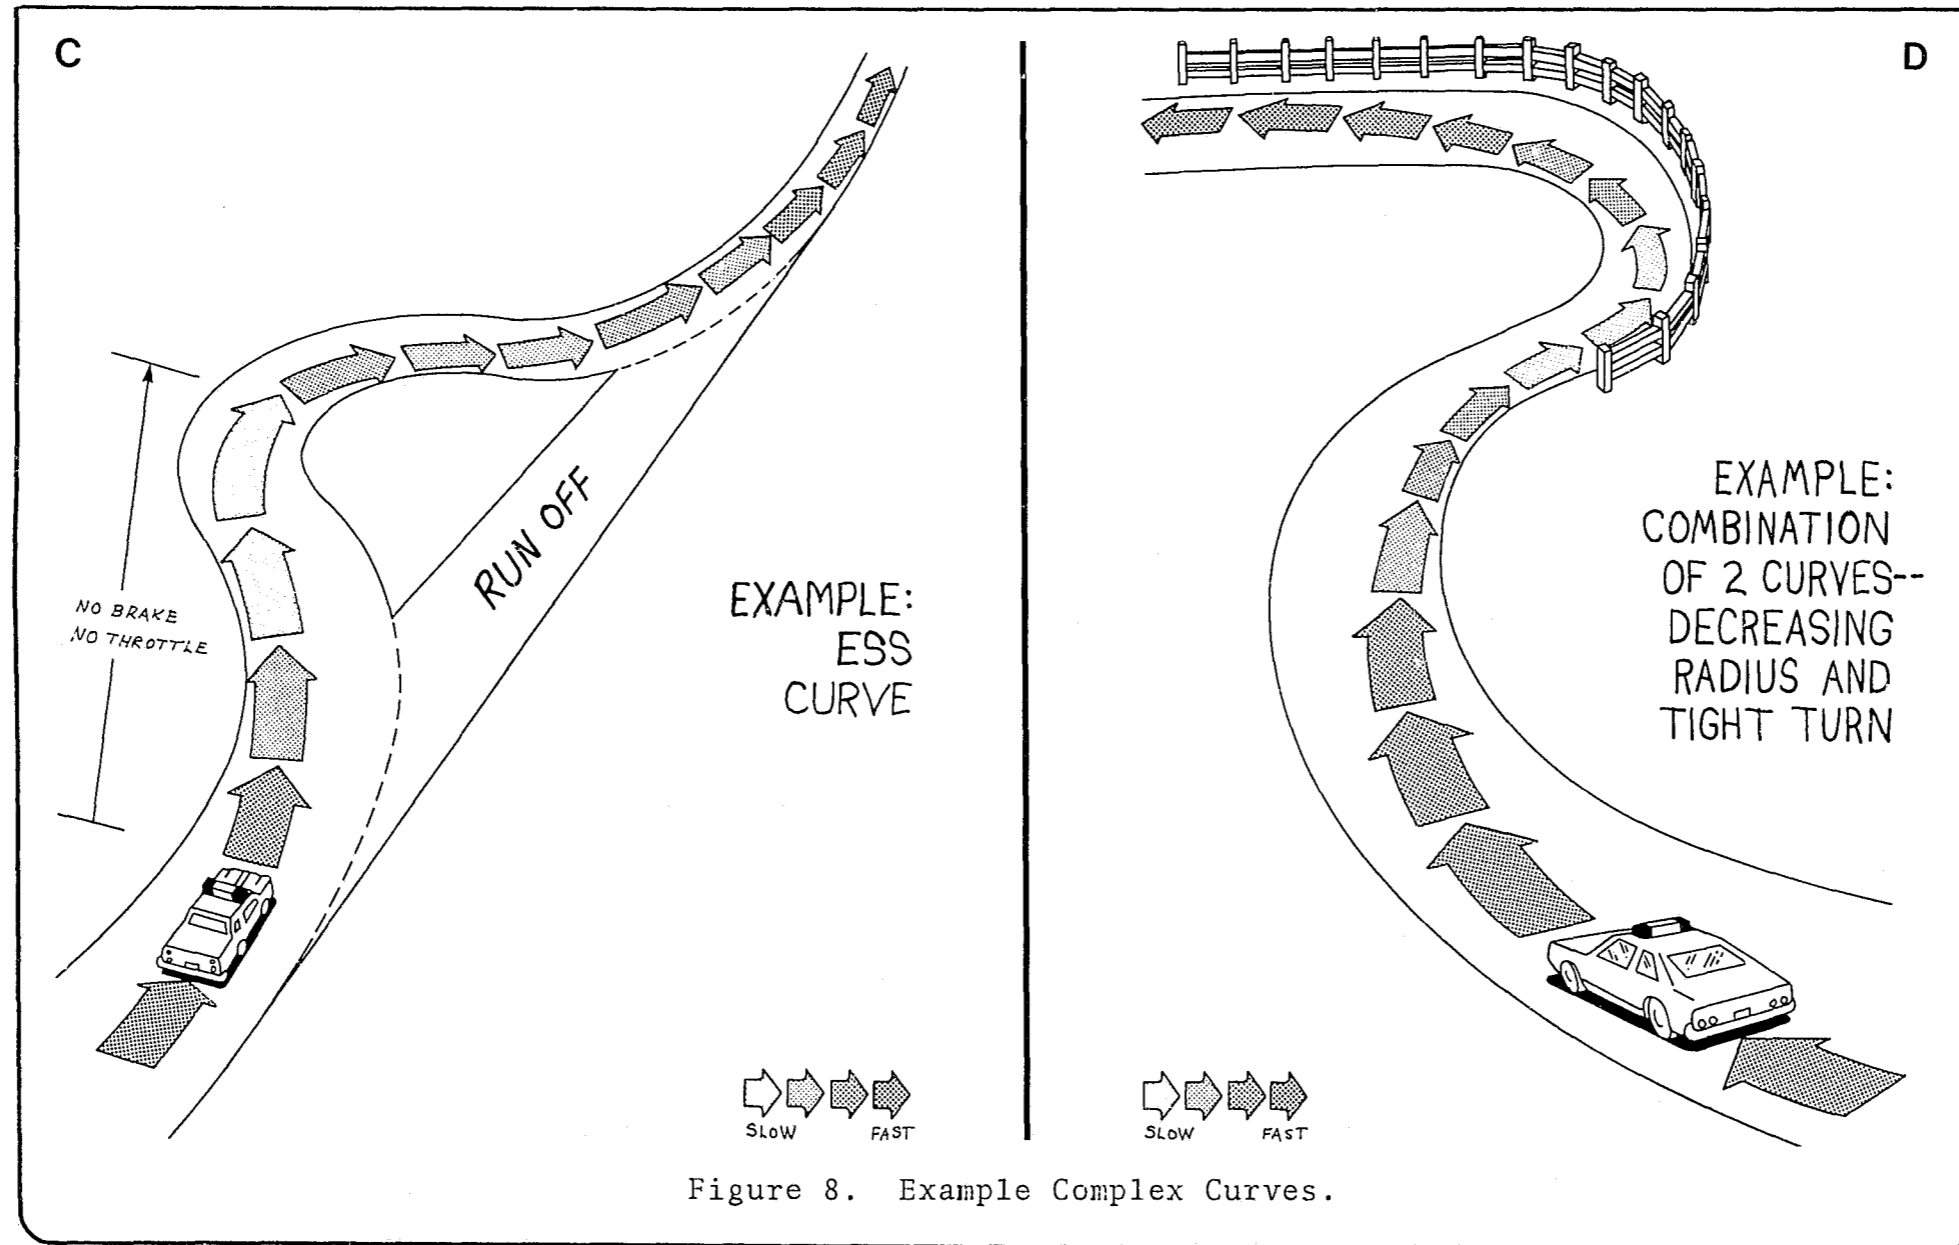 C
NO BRAKE
NO THROTTLE
RUN OFF
EXAMPLE:
ESS
CURVE
SLOW FAST
D
EXAMPLE:
COMBINATION
OF 2 CURVES--
DECREASING
RADIUS AND
TIGHT TURN
SLOW FAST
Figure 8. Example Complex Curves.